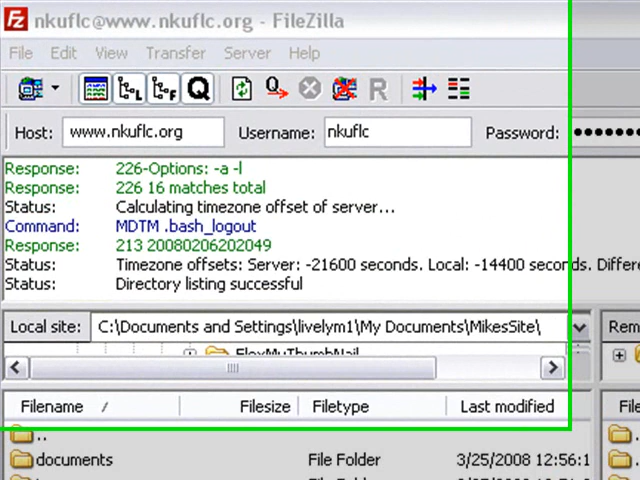 nkuflc@www.nkuflc.org - FileZilla
File Edit View Transfer Server Help
Host: www.nkuflc.org Username: nkuflc Password: ●●●●●●●
Response: 226-Options: -a -l
Response: 226 16 matches total
Status: Calculating timezone offset of server...
Command: MDTM .bash_logout
Response: 213 20080206202049
Status: Timezone offsets: Server: -21600 seconds. Local: -14400 seconds. Differe
Status: Directory listing successful
Local site: C:\Documents and Settings\livelym1\My Documents\MikesSite\ Rem
FlexMyThumbNail
Filename / Filesize Filetype Last modified File
..
documents File Folder 3/25/2008 12:56:1